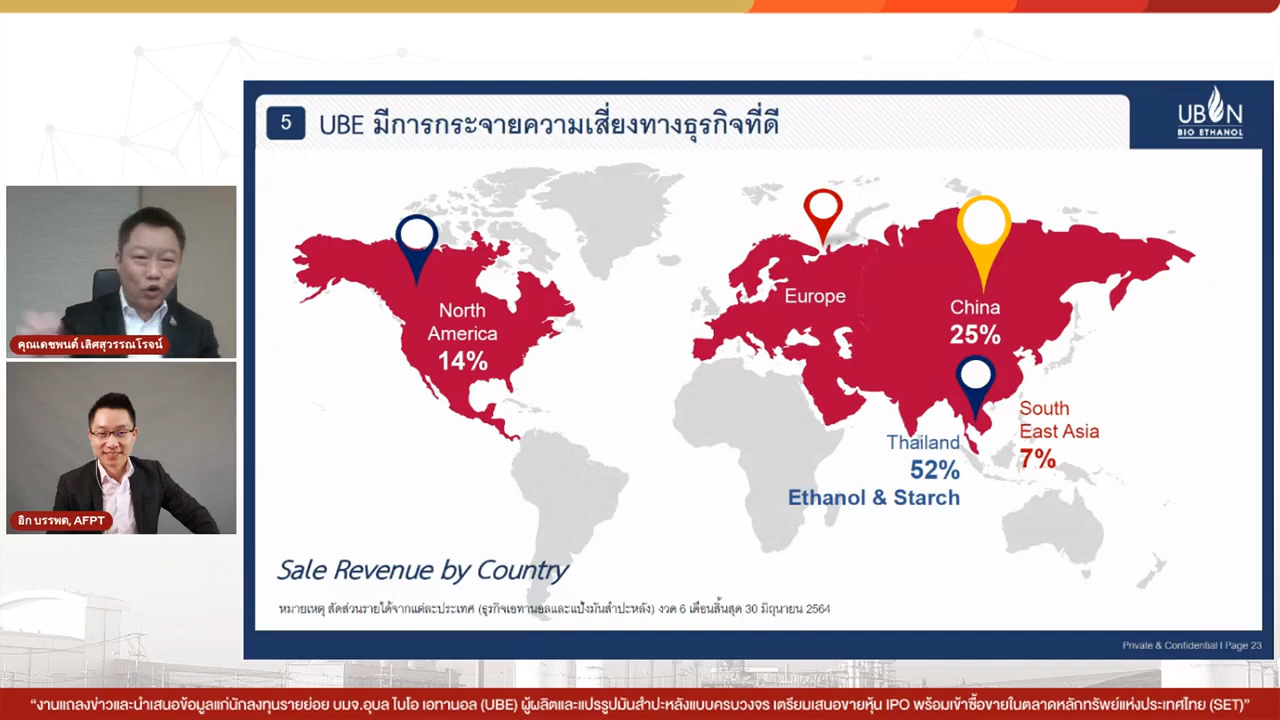 5
UBE มีการกระจายความเสี่ยงทางธุรกิจที่ดี
UBON
BIO ETHANOL
คุณเดชพนต์ เลิศสุวรรณโรจน์
อิก บรรพต, AFPT
North
America
14%
Europe
China
25%
South
East Asia
7%
Thailand
52%
Ethanol & Starch
Sale Revenue by Country
หมายเหตุ สัดส่วนรายได้จากแต่ละประเทศ (ธุรกิจเอทานอลและแป้งมันสำปะหลัง) งวด 6 เดือนสิ้นสุด 30 มิถุนายน 2564
Private & Confidential I Page 23
“งานแถลงข่าวและนำเสนอข้อมูลแก่นักลงทุนรายย่อย บมจ.อุบล ไบโอ เอทานอล (UBE) ผู้ผลิตและแปรรูปมันสำปะหลังแบบครบวงจร เตรียมเสนอขายหุ้น IPO พร้อมเข้าซื้อขายในตลาดหลักทรัพย์แห่งประเทศไทย (SET)”